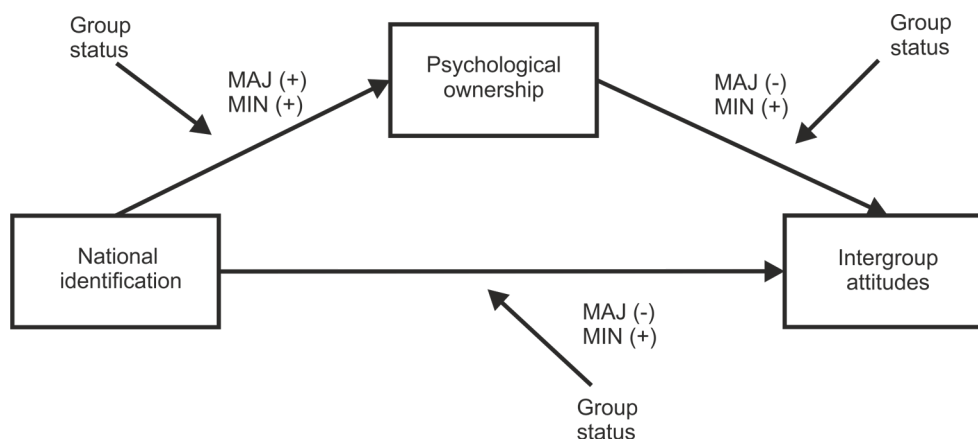 Group
status
MAJ (+)
MIN (+)
Psychological
ownership
MAJ (-)
MIN (+)
Group
status
National
identification
Intergroup
attitudes
MAJ (-)
MIN (+)
Group
status